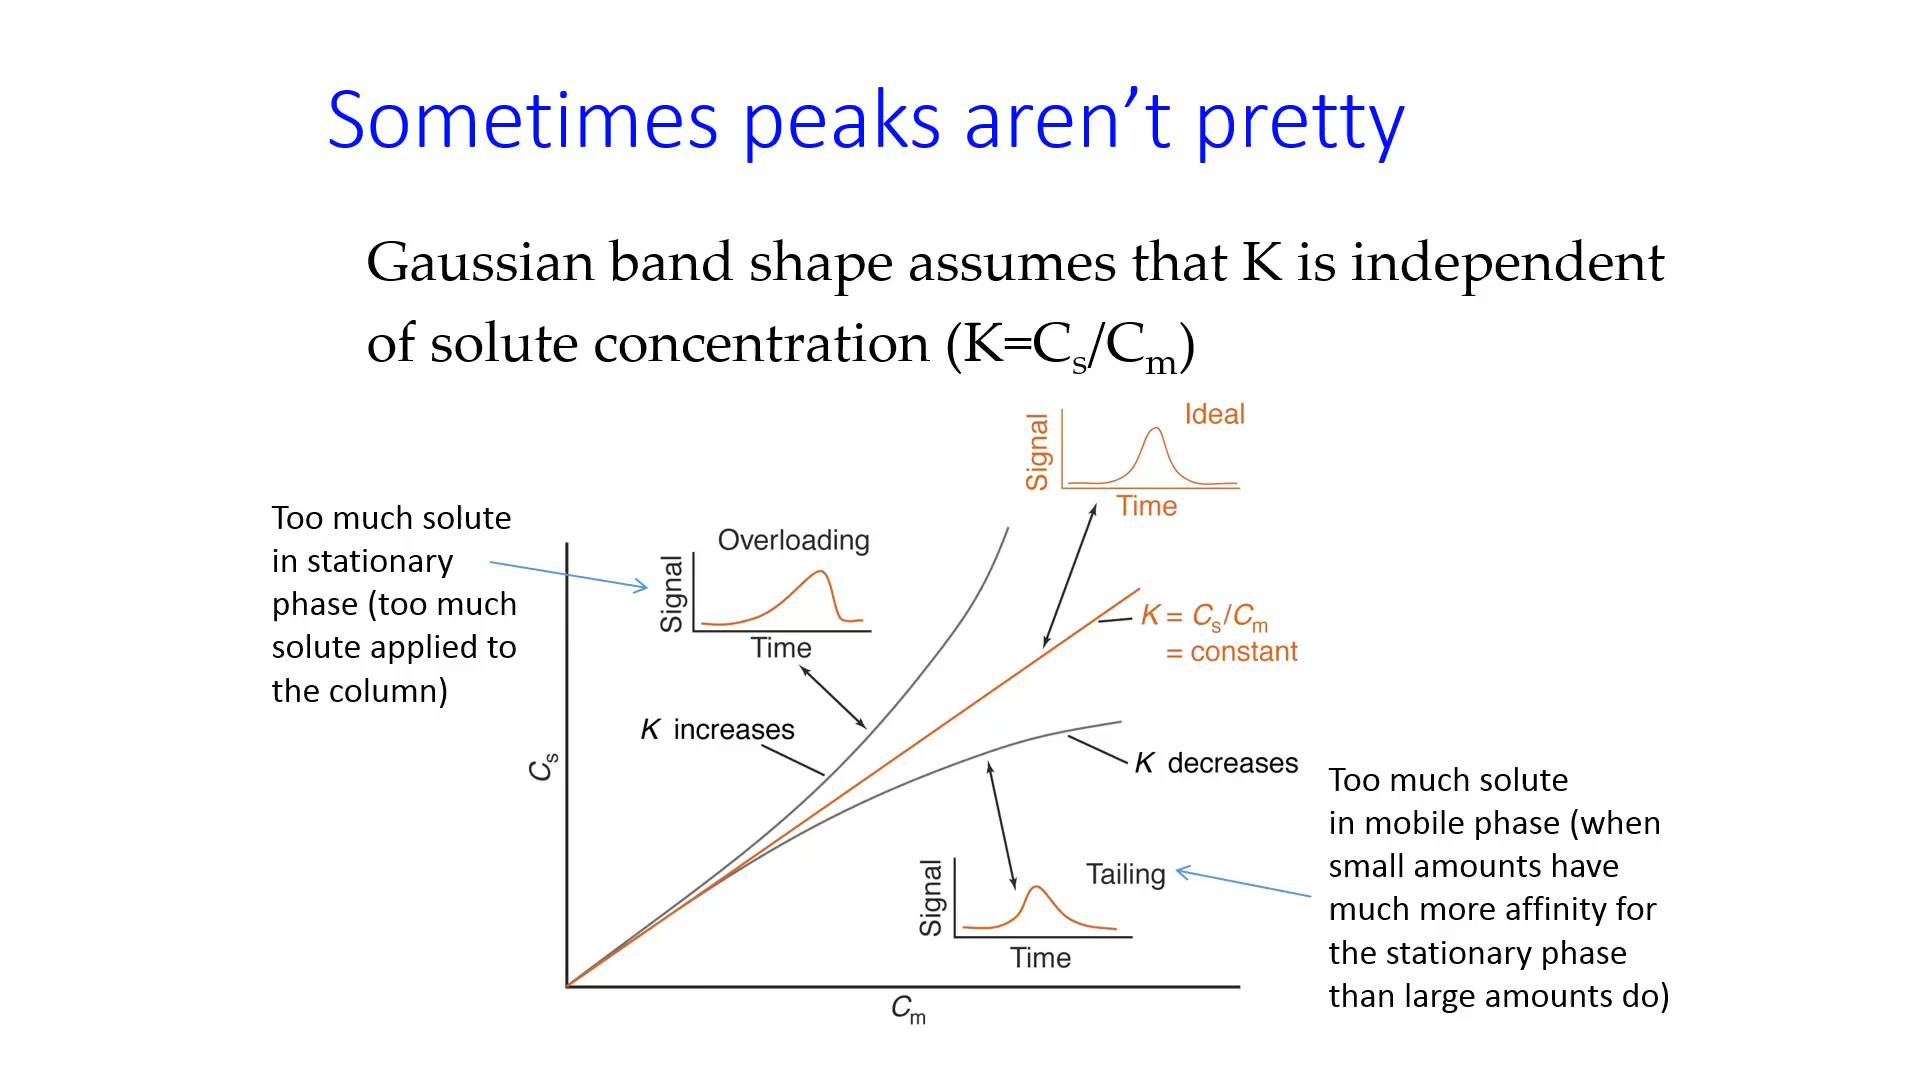 Sometimes peaks aren’t pretty
Gaussian band shape assumes that K is independent
of solute concentration (K=Cs/Cm)
Too much solute
in stationary
phase (too much
solute applied to
the column)
Overloading
Signal
Time
Ideal
Signal
Time
K = Cs/Cm
= constant
K increases
K decreases
Cs
Tailing
Signal
Time
Cm
Too much solute
in mobile phase (when
small amounts have
much more affinity for
the stationary phase
than large amounts do)